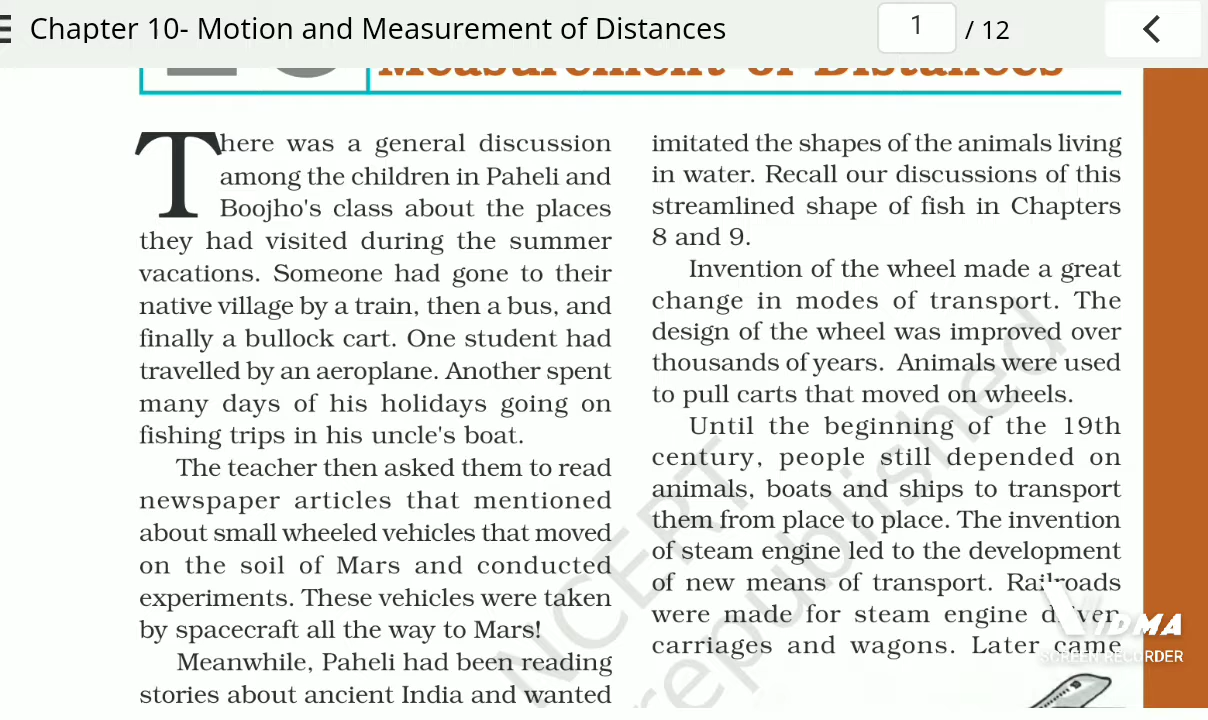 Chapter 10- Motion and Measurement of Distances
1 / 12
Measurement of Distances
There was a general discussion
among the children in Paheli and
Boojho's class about the places
they had visited during the summer
vacations. Someone had gone to their
native village by a train, then a bus, and
finally a bullock cart. One student had
travelled by an aeroplane. Another spent
many days of his holidays going on
fishing trips in his uncle's boat.
The teacher then asked them to read
newspaper articles that mentioned
about small wheeled vehicles that moved
on the soil of Mars and conducted
experiments. These vehicles were taken
by spacecraft all the way to Mars!
Meanwhile, Paheli had been reading
stories about ancient India and wanted
imitated the shapes of the animals living
in water. Recall our discussions of this
streamlined shape of fish in Chapters
8 and 9.
Invention of the wheel made a great
change in modes of transport. The
design of the wheel was improved over
thousands of years. Animals were used
to pull carts that moved on wheels.
Until the beginning of the 19th
century, people still depended on
animals, boats and ships to transport
them from place to place. The invention
of steam engine led to the development
of new means of transport. Railroads
were made for steam engine driven
carriages and wagons. Later came
NCERT
republished
VIDMA
SCREEN RECORDER